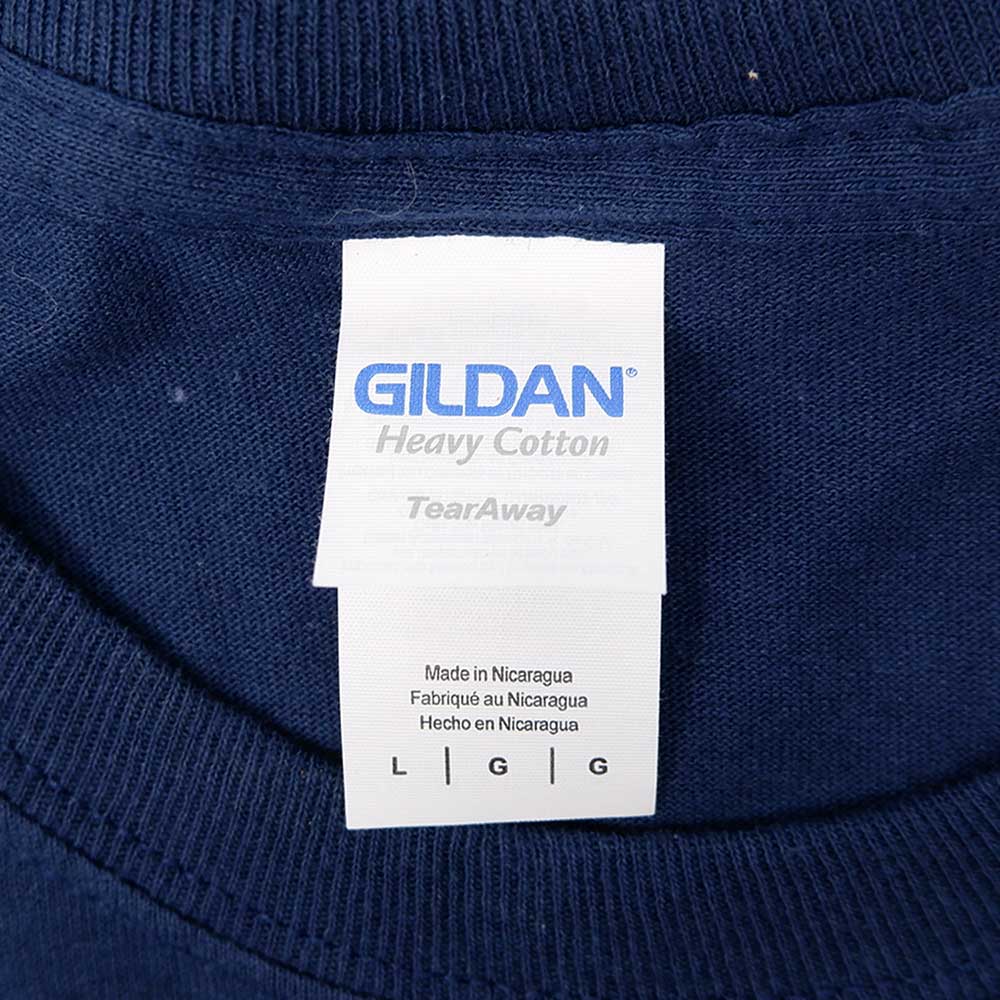 GILDAN®
Heavy Cotton
TearAway
Made in Nicaragua
Fabriqué au Nicaragua
Hecho en Nicaragua
L | G | G